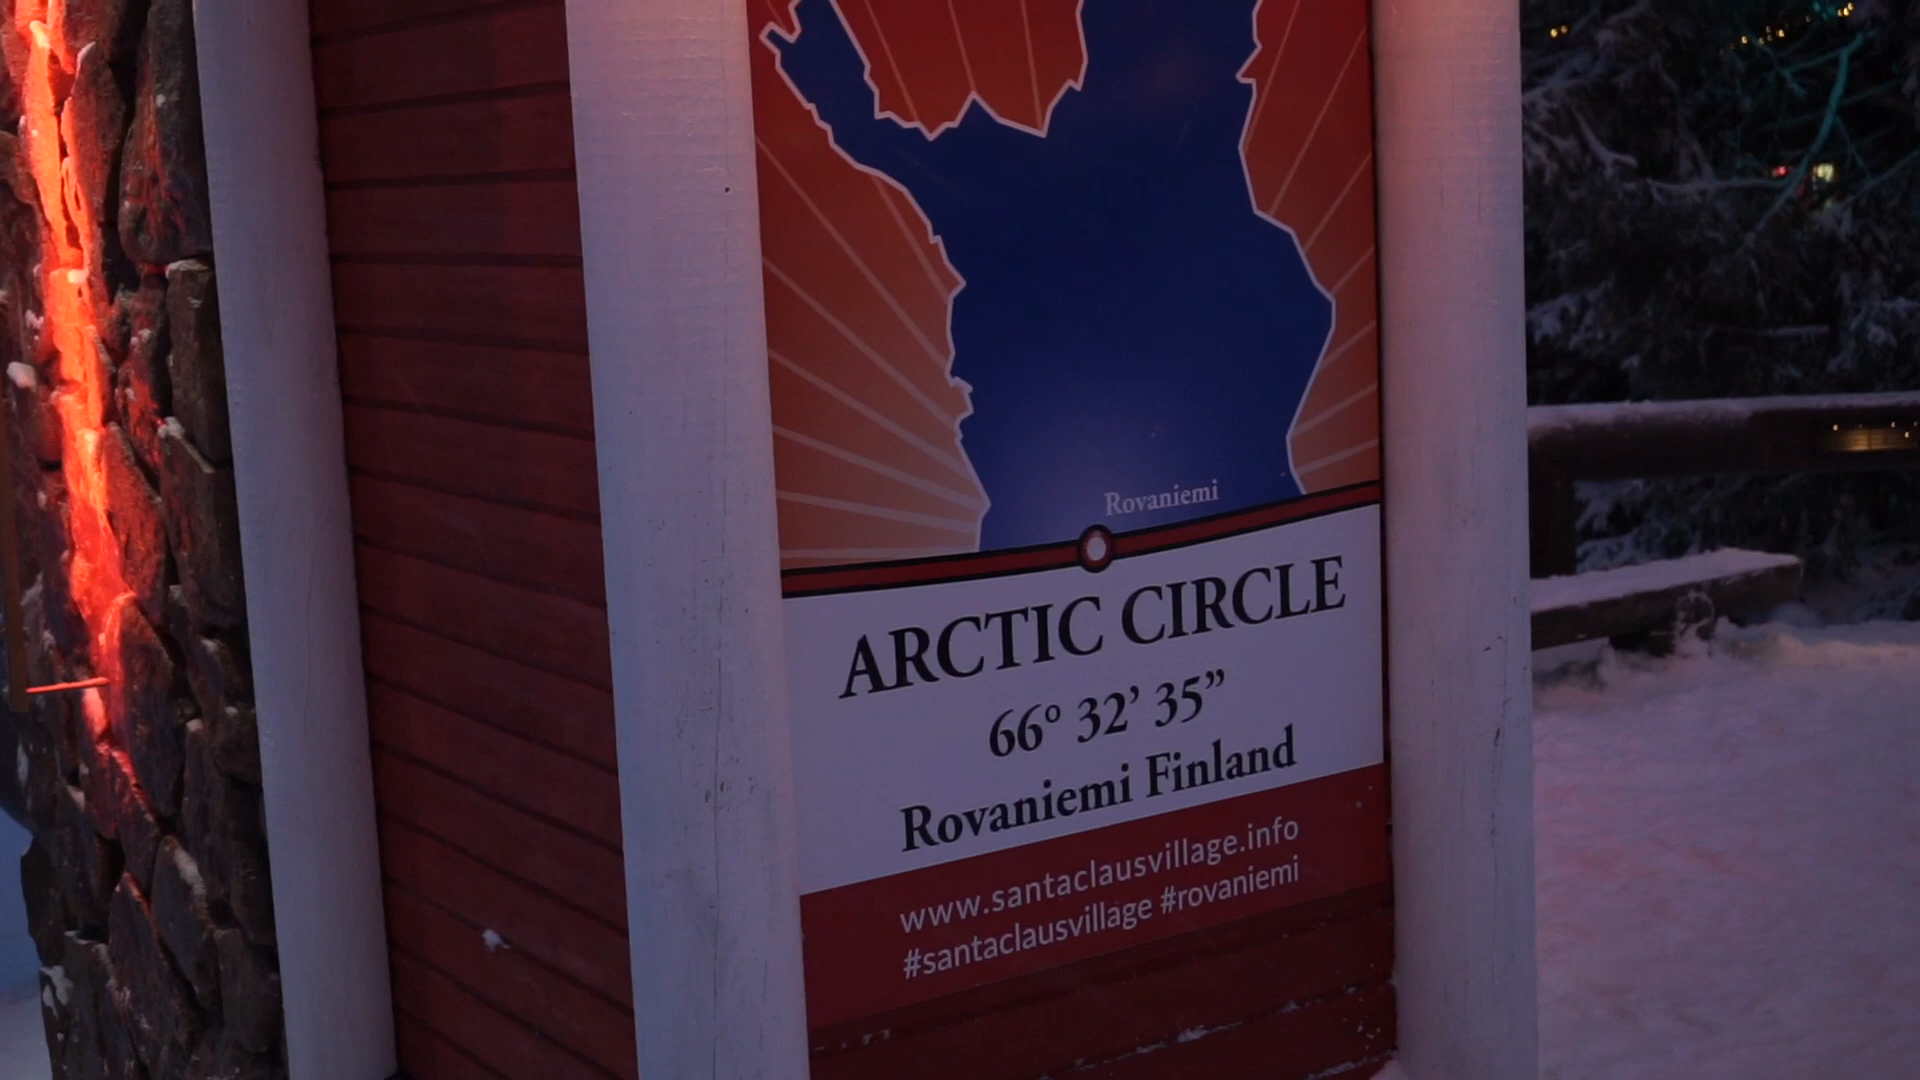 Rovaniemi
ARCTIC CIRCLE
66° 32’ 35”
Rovaniemi Finland
www.santaclausvillage.info
#santaclausvillage #rovaniemi